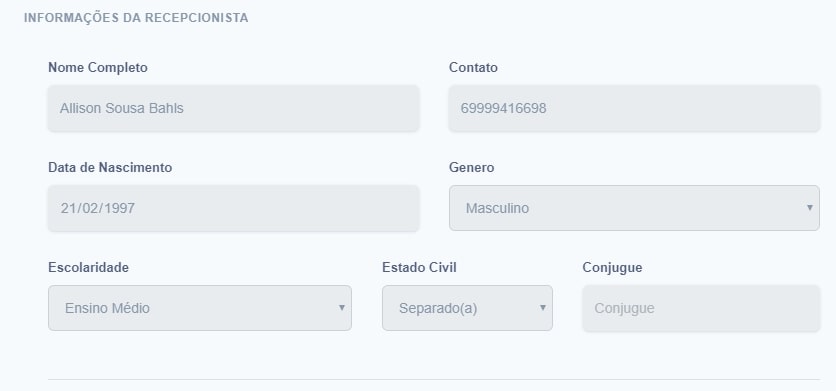 INFORMAÇÕES DA RECEPCIONISTA
Nome Completo Contato
Allison Sousa Bahls 69999416698
Data de Nascimento Genero
21/02/1997 Masculino
Escolaridade Estado Civil Conjugue
Ensino Médio Separado(a) Conjugue